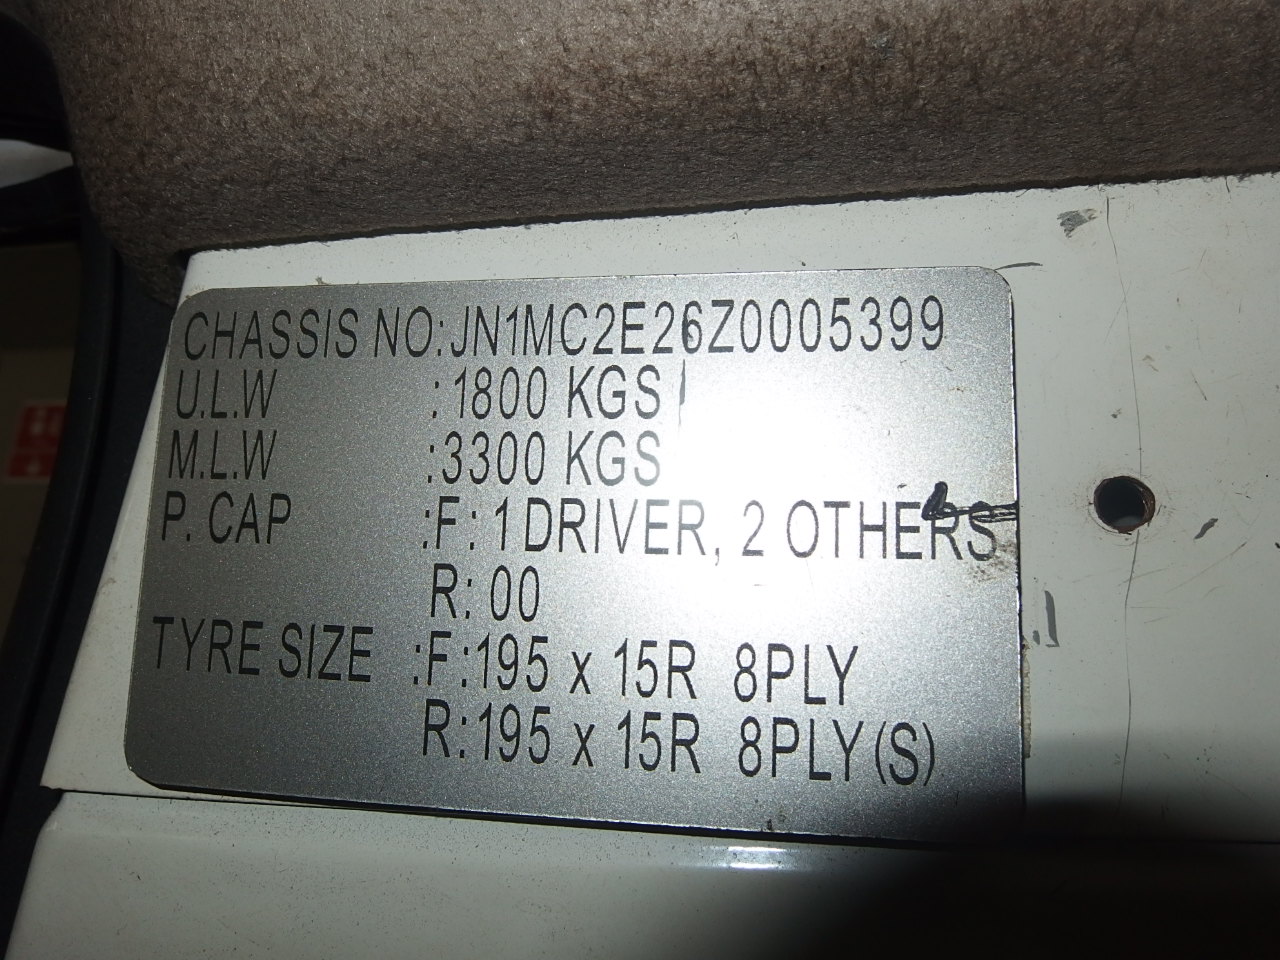 CHASSIS NO:JN1MC2E26Z0005399
U.L.W :1800 KGS
M.L.W :3300 KGS
P. CAP :F: 1 DRIVER, 2 OTHERS
R: 00
TYRE SIZE :F:195 x 15R 8PLY
R:195 x 15R 8PLY(S)